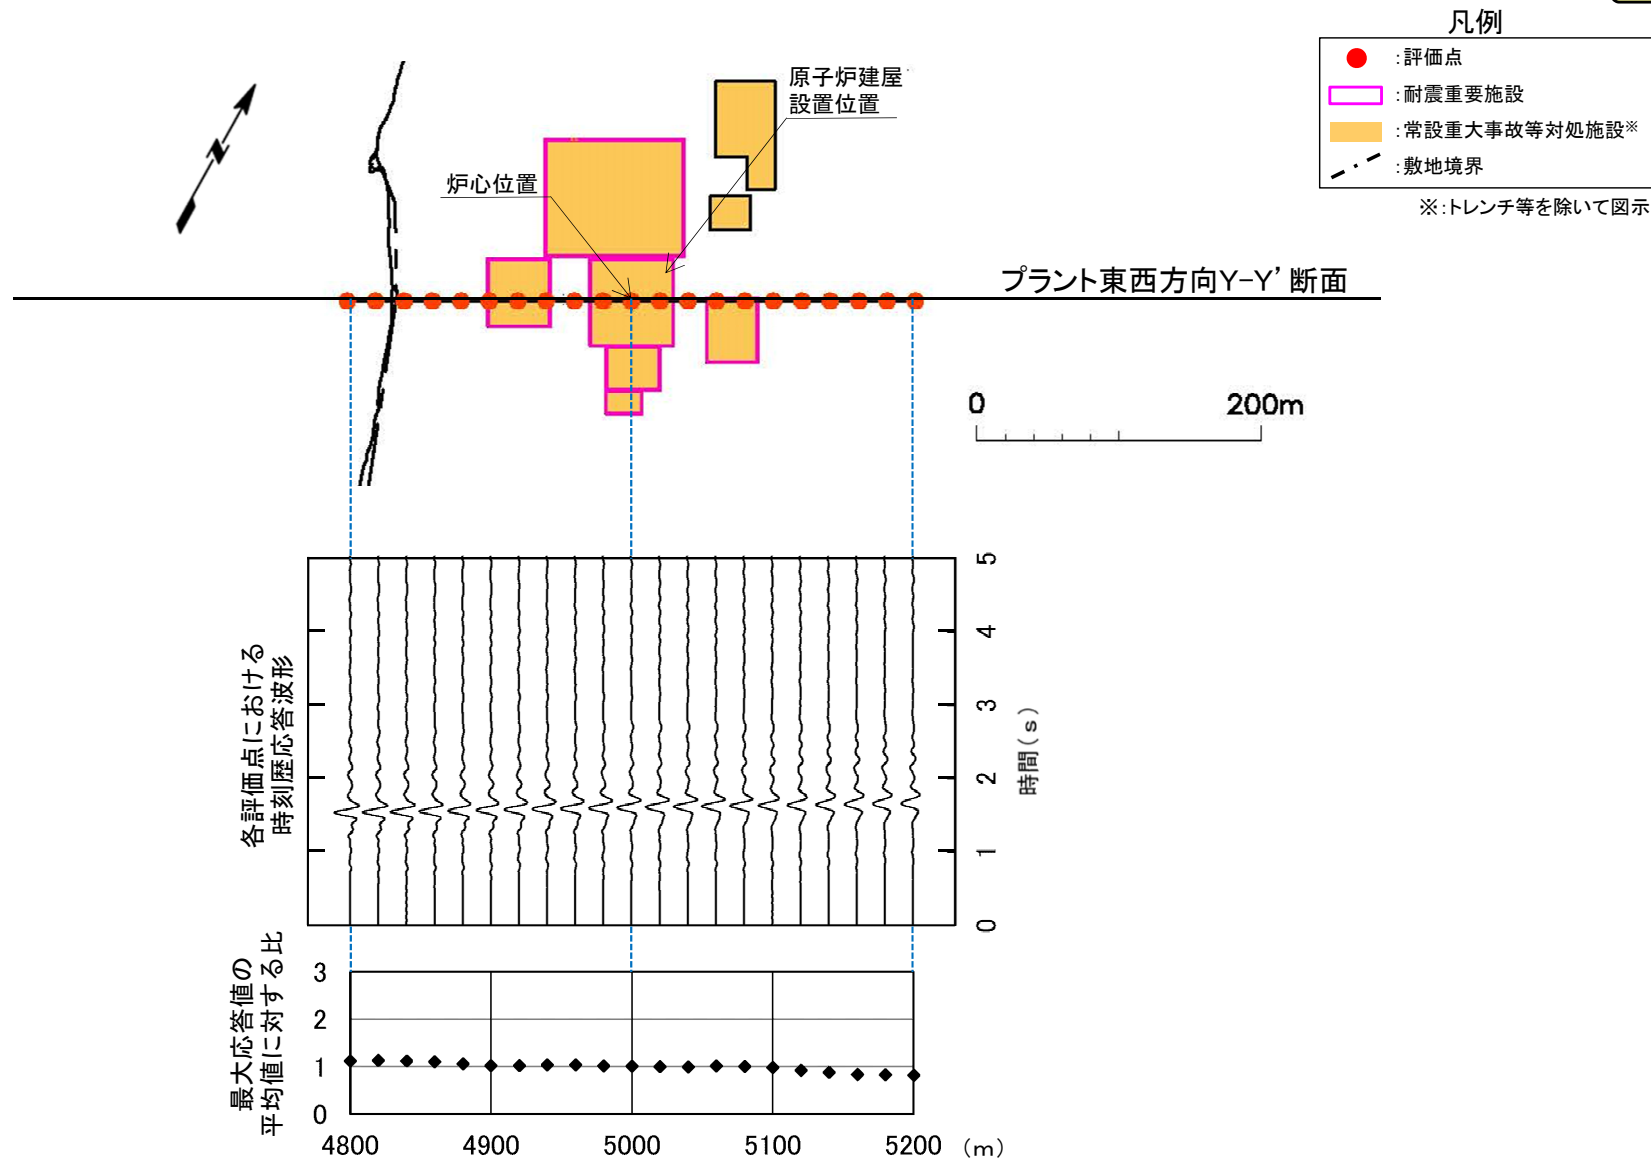 凡例
:評価点
:耐震重要施設
:常設重大事故等対処施設※
:敷地境界
※:トレンチ等を除いて図示
原子炉建屋
設置位置
炉心位置
N
プラント東西方向Y-Y’断面
0 200m
各評価点における
時刻歴応答波形
5
4
3
2
1
0
時間(s)
最大応答値の
平均値に対する比
3
2
1
0
4800 4900 5000 5100 5200 (m)